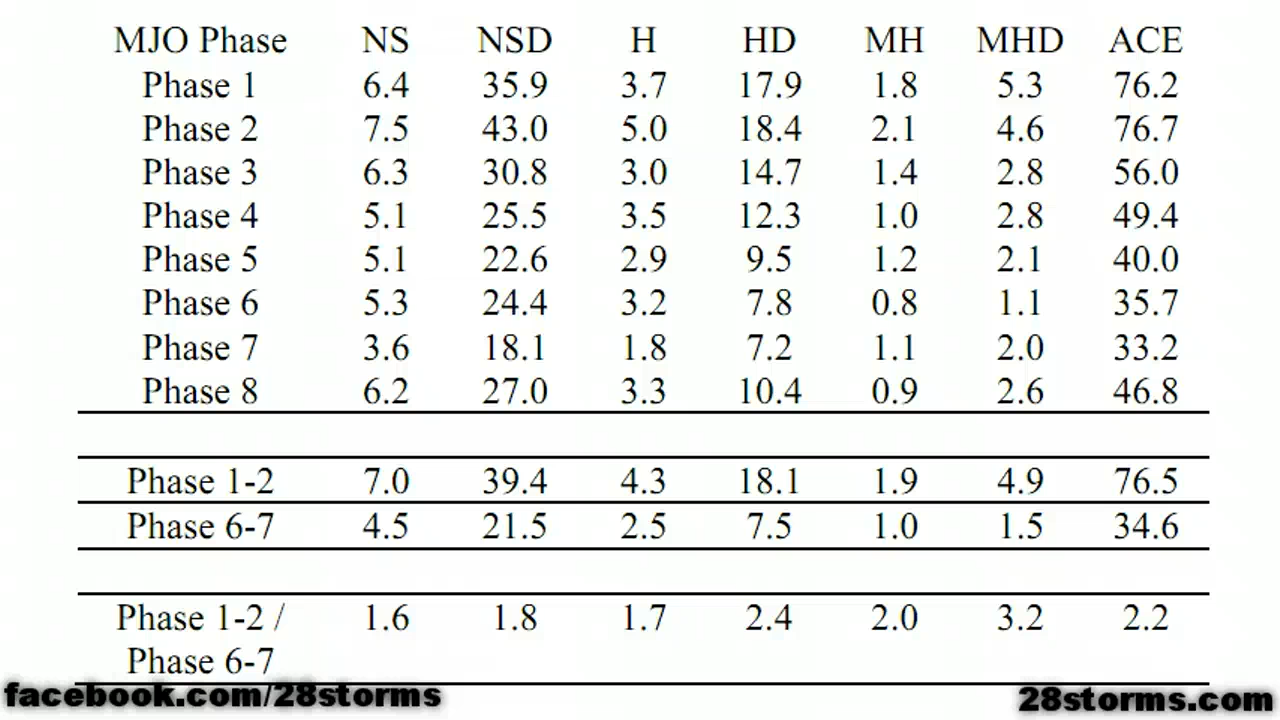 MJO Phase NS NSD H HD MH MHD ACE
Phase 1 6.4 35.9 3.7 17.9 1.8 5.3 76.2
Phase 2 7.5 43.0 5.0 18.4 2.1 4.6 76.7
Phase 3 6.3 30.8 3.0 14.7 1.4 2.8 56.0
Phase 4 5.1 25.5 3.5 12.3 1.0 2.8 49.4
Phase 5 5.1 22.6 2.9 9.5 1.2 2.1 40.0
Phase 6 5.3 24.4 3.2 7.8 0.8 1.1 35.7
Phase 7 3.6 18.1 1.8 7.2 1.1 2.0 33.2
Phase 8 6.2 27.0 3.3 10.4 0.9 2.6 46.8
Phase 1-2 7.0 39.4 4.3 18.1 1.9 4.9 76.5
Phase 6-7 4.5 21.5 2.5 7.5 1.0 1.5 34.6
Phase 1-2 / 1.6 1.8 1.7 2.4 2.0 3.2 2.2
Phase 6-7
facebook.com/28storms 28storms.com